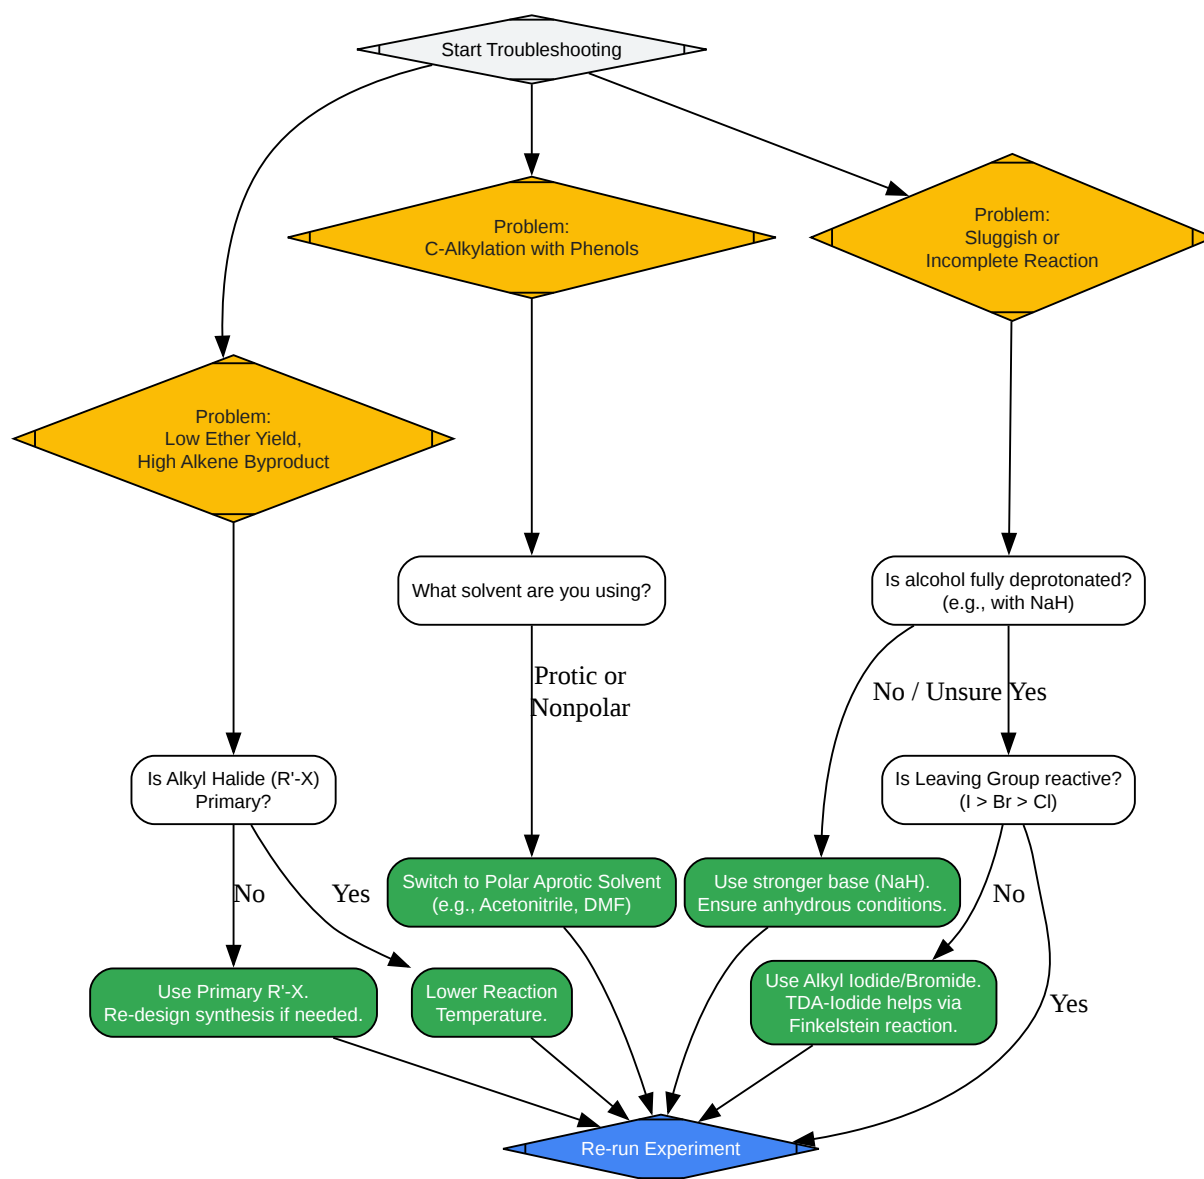 Start Troubleshooting
Problem:
C-Alkylation with Phenols
Problem:
Sluggish or
Incomplete Reaction
Problem:
Low Ether Yield,
High Alkene Byproduct
What solvent are you using?
Is alcohol fully deprotonated?
(e.g., with NaH)
Protic or
Nonpolar
No / Unsure
Yes
Is Alkyl Halide (R'-X)
Primary?
Is Leaving Group reactive?
(I > Br > Cl)
No
Yes
Switch to Polar Aprotic Solvent
(e.g., Acetonitrile, DMF)
Use stronger base (NaH).
Ensure anhydrous conditions.
No
Yes
Use Primary R'-X.
Re-design synthesis if needed.
Lower Reaction
Temperature.
Use Alkyl Iodide/Bromide.
TDA-Iodide helps via
Finkelstein reaction.
Re-run Experiment